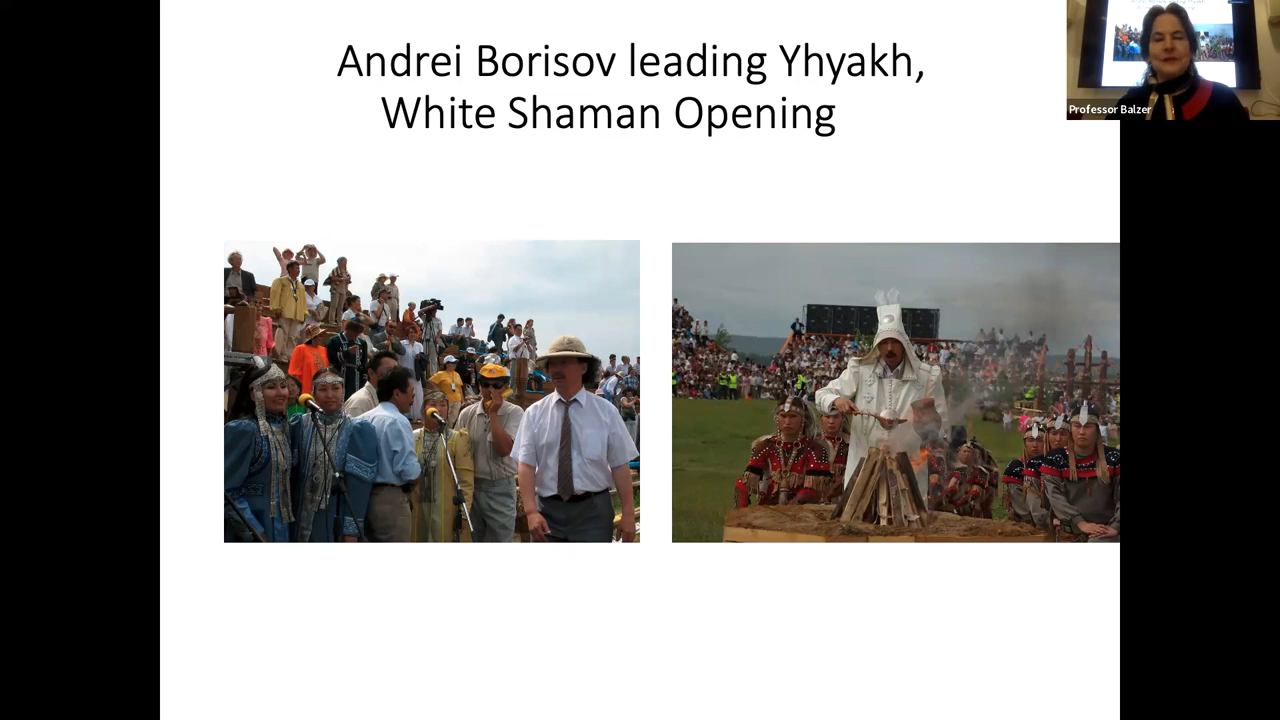 Andrei Borisov leading Yhyakh,
White Shaman Opening
Professor Balzer